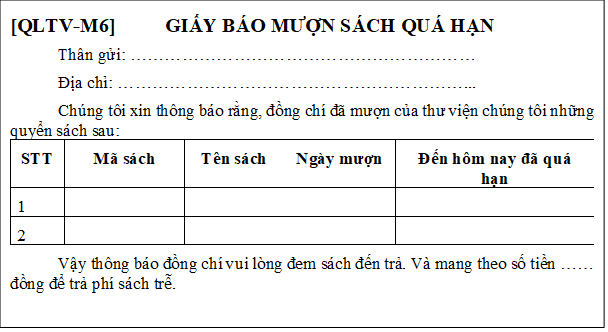 [QLTV-M6] GIẤY BÁO MƯỢN SÁCH QUÁ HẠN
Thân gửi: ……………………………………………………
Địa chỉ: …………………………………………………….
Chúng tôi xin thông báo rằng, đồng chí đã mượn của thư viện chúng tôi những
quyển sách sau:
STT Mã sách Tên sách Ngày mượn Đến hôm nay đã quá
hạn
1
2
Vậy thông báo đồng chí vui lòng đem sách đến trả. Và mang theo số tiền ……
đồng để trả phí sách trễ.